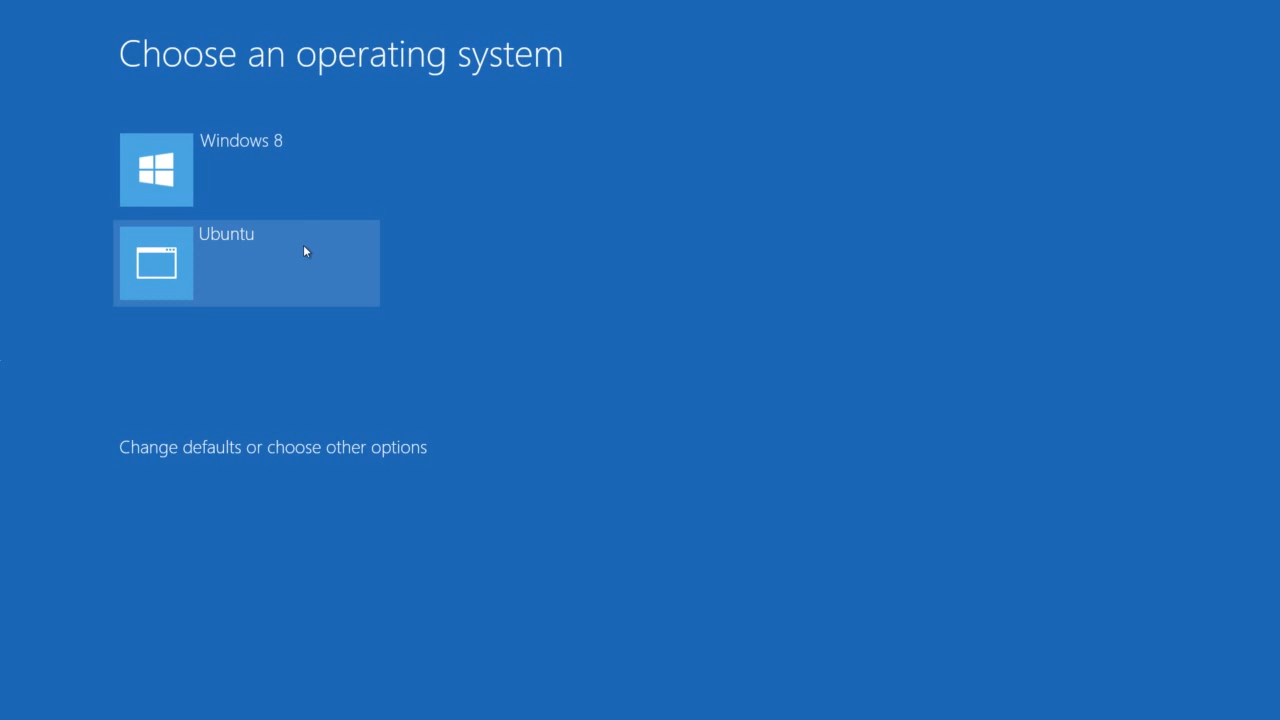 Choose an operating system
Windows 8
Ubuntu
Change defaults or choose other options